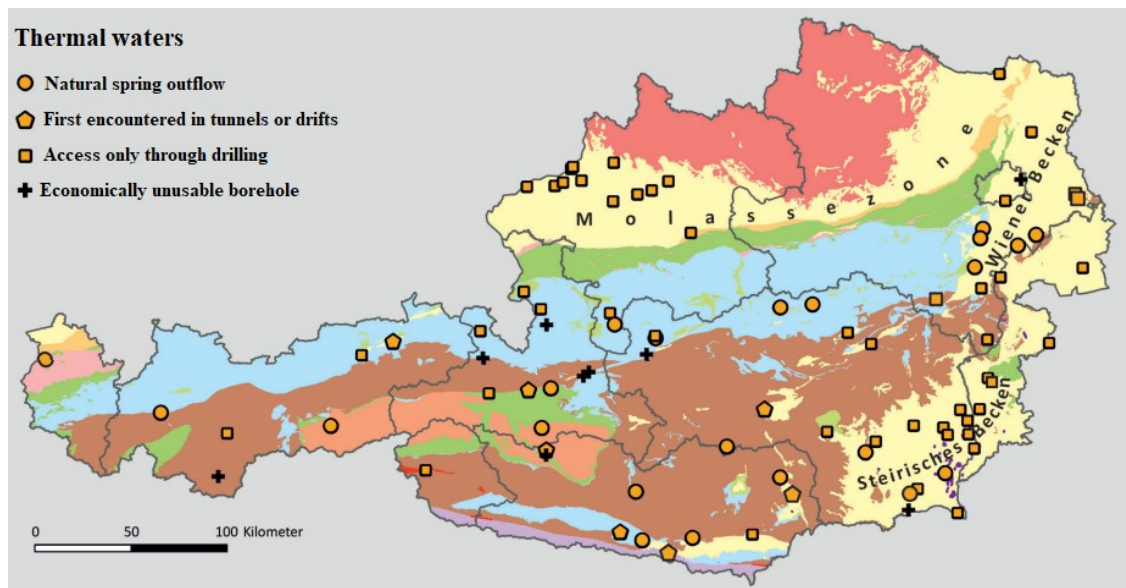 Thermal waters
Natural spring outflow
First encountered in tunnels or drifts
Access only through drilling
Economically unusable borehole
Molassezone
Wiener Becken
Steirisches Becken
0 50 100 Kilometer